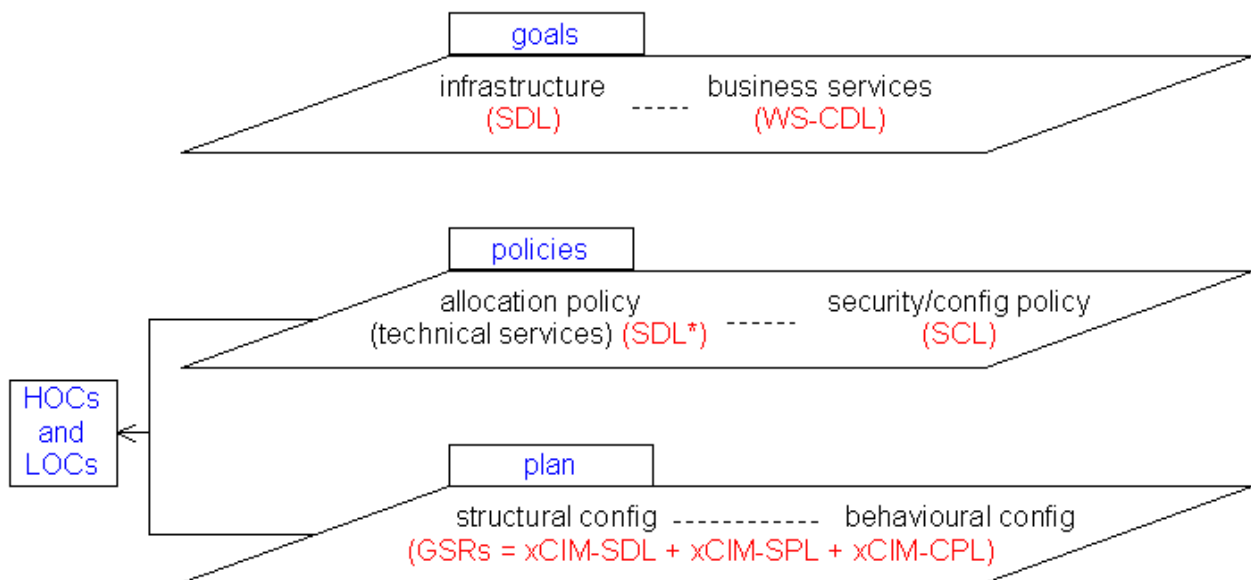 goals
infrastructure ----- business services
(SDL) (WS-CDL)
policies
allocation policy security/config policy
(technical services) (SDL*) ------ (SCL)
HOCs
and
LOCs
plan
structural config ------------ behavioural config
(GSRs = xCIM-SDL + xCIM-SPL + xCIM-CPL)